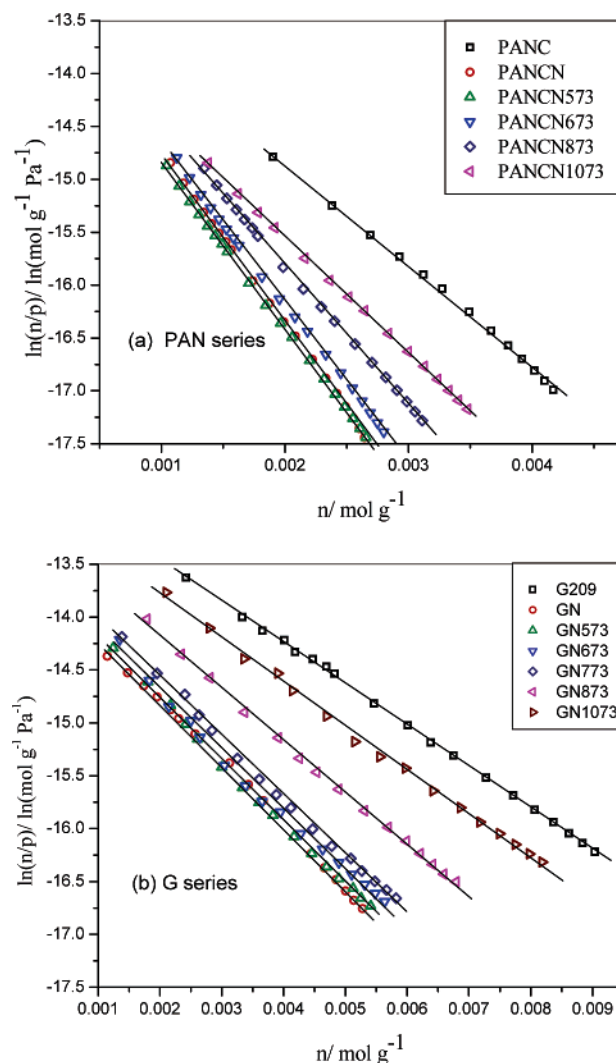 -13.5
-14.0
-14.5
-15.0
-15.5
-16.0
-16.5
-17.0
-17.5
ln(n/p)/ ln(mol g⁻¹ Pa⁻¹)
PANC
PANCN
PANCN573
PANCN673
PANCN873
PANCN1073
(a) PAN series
0.001 0.002 0.003 0.004
n/ mol g⁻¹
-13.5
-14.0
-14.5
-15.0
-15.5
-16.0
-16.5
-17.0
-17.5
ln(n/p)/ ln(mol g⁻¹ Pa⁻¹)
G209
GN
GN573
GN673
GN773
GN873
GN1073
(b) G series
0.001 0.002 0.003 0.004 0.005 0.006 0.007 0.008 0.009
n/ mol g⁻¹